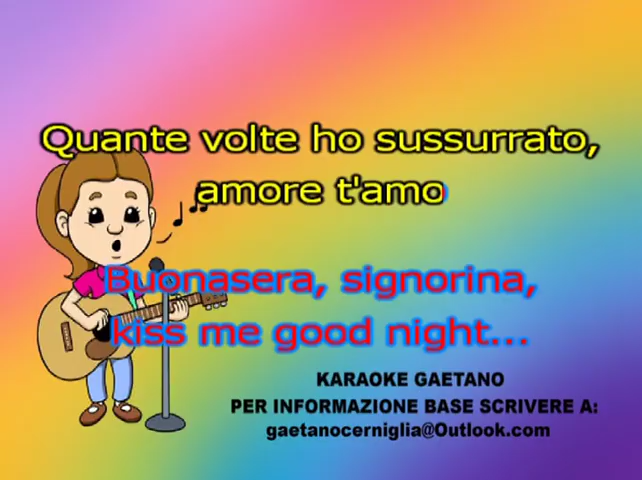 Quante volte ho sussurrato,
amore t'amo
Buonasera, signorina,
kiss me good night...
KARAOKE GAETANO
PER INFORMAZIONE BASE SCRIVERE A:
gaetanocerniglia@Outlook.com